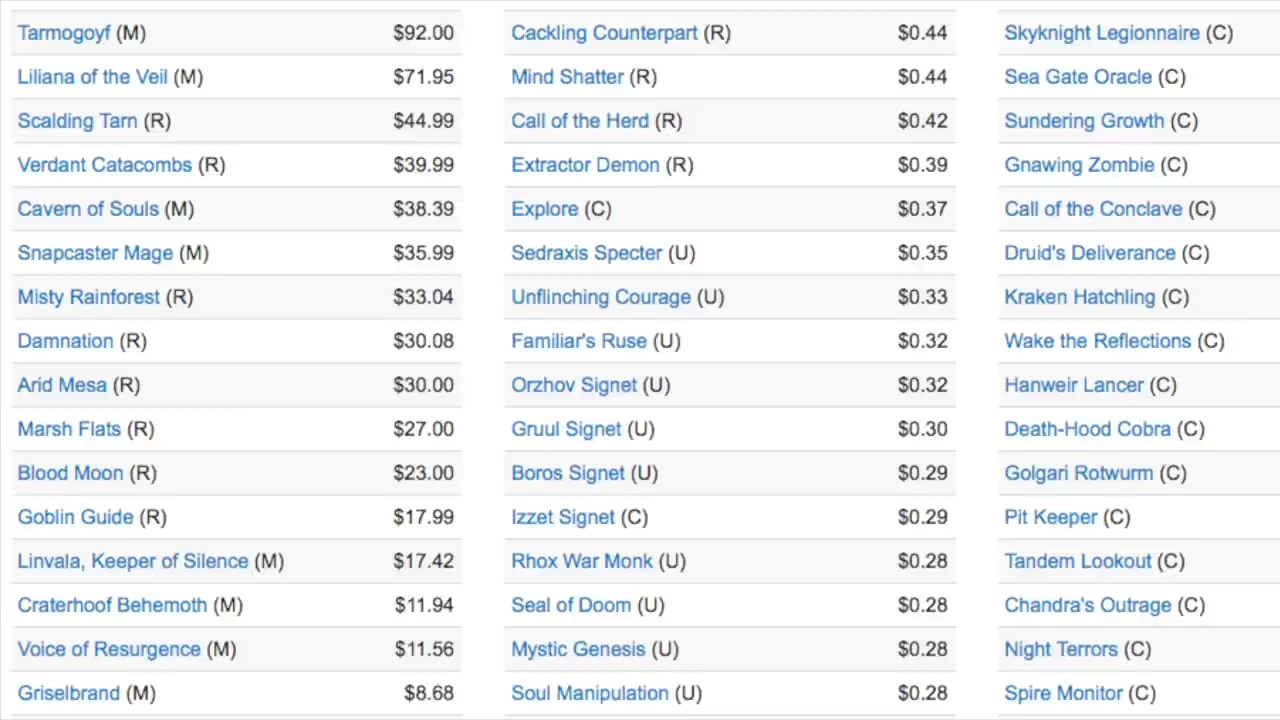 Tarmogoyf (M) $92.00
Liliana of the Veil (M) $71.95
Scalding Tarn (R) $44.99
Verdant Catacombs (R) $39.99
Cavern of Souls (M) $38.39
Snapcaster Mage (M) $35.99
Misty Rainforest (R) $33.04
Damnation (R) $30.08
Arid Mesa (R) $30.00
Marsh Flats (R) $27.00
Blood Moon (R) $23.00
Goblin Guide (R) $17.99
Linvala, Keeper of Silence (M) $17.42
Craterhoof Behemoth (M) $11.94
Voice of Resurgence (M) $11.56
Griselbrand (M) $8.68
Cackling Counterpart (R) $0.44
Mind Shatter (R) $0.44
Call of the Herd (R) $0.42
Extractor Demon (R) $0.39
Explore (C) $0.37
Sedraxis Specter (U) $0.35
Unflinching Courage (U) $0.33
Familiar's Ruse (U) $0.32
Orzhov Signet (U) $0.32
Gruul Signet (U) $0.30
Boros Signet (U) $0.29
Izzet Signet (C) $0.29
Rhox War Monk (U) $0.28
Seal of Doom (U) $0.28
Mystic Genesis (U) $0.28
Soul Manipulation (U) $0.28
Skyknight Legionnaire (C)
Sea Gate Oracle (C)
Sundering Growth (C)
Gnawing Zombie (C)
Call of the Conclave (C)
Druid's Deliverance (C)
Kraken Hatchling (C)
Wake the Reflections (C)
Hanweir Lancer (C)
Death-Hood Cobra (C)
Golgari Rotwurm (C)
Pit Keeper (C)
Tandem Lookout (C)
Chandra's Outrage (C)
Night Terrors (C)
Spire Monitor (C)